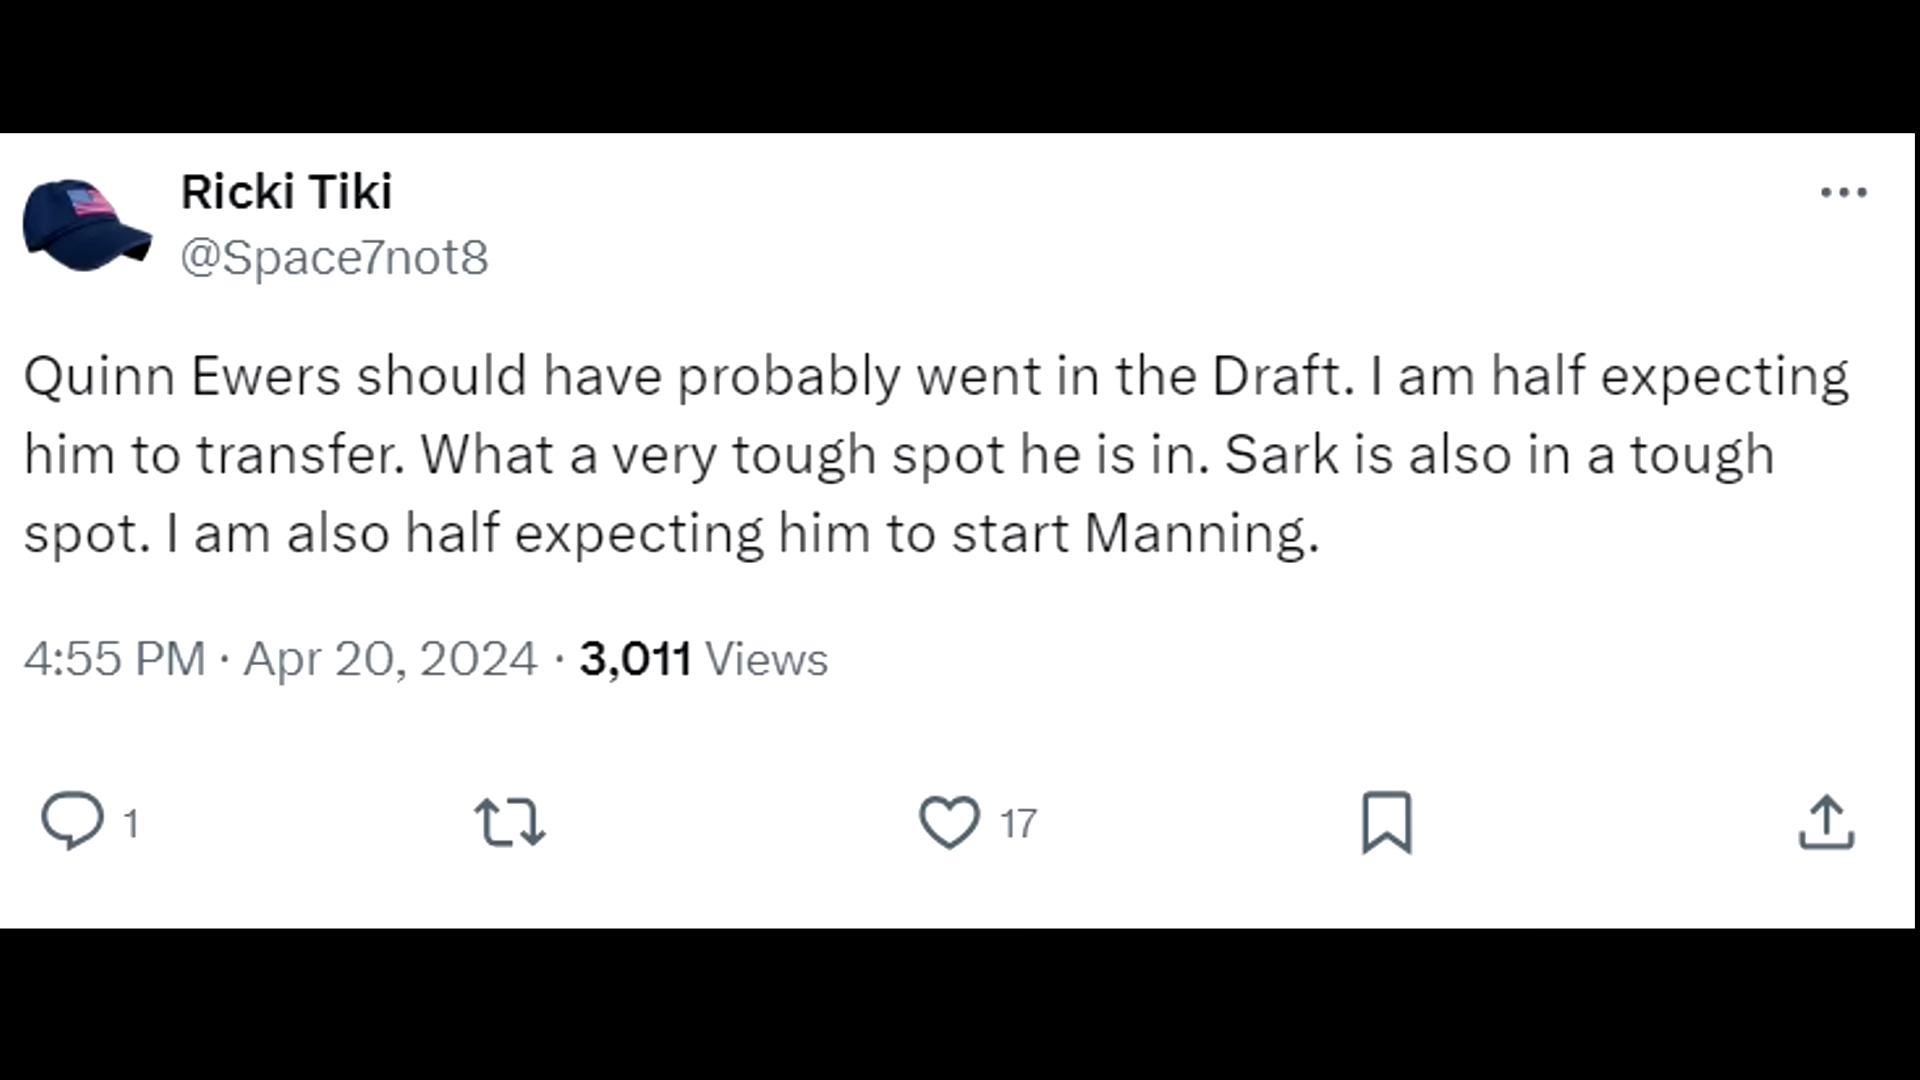 Ricki Tiki
@Space7not8
Quinn Ewers should have probably went in the Draft. I am half expecting
him to transfer. What a very tough spot he is in. Sark is also in a tough
spot. I am also half expecting him to start Manning.
4:55 PM · Apr 20, 2024 · 3,011 Views
1 17